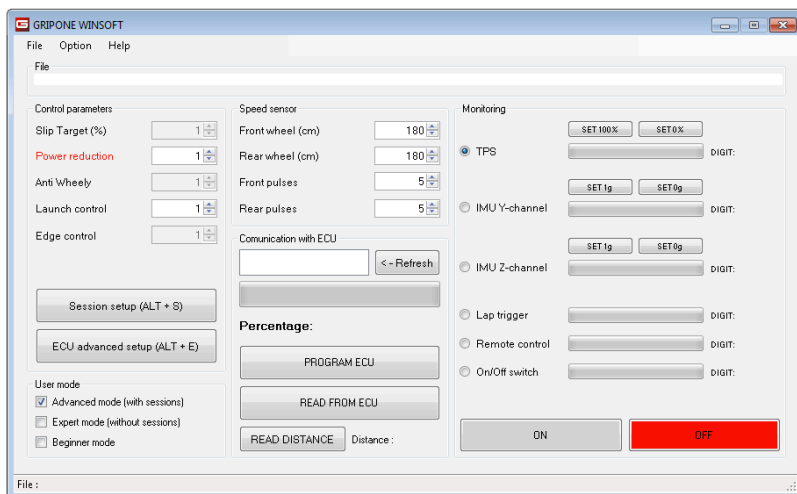 GRIPONE WINSOFT
File Option Help
File
Control parameters
Slip Target (%) 1
Power reduction 1
Anti Wheely 1
Launch control 1
Edge control 1
Session setup (ALT + S)
ECU advanced setup (ALT + E)
User mode
Advanced mode (with sessions)
Expert mode (without sessions)
Beginner mode
Speed sensor
Front wheel (cm) 180
Rear wheel (cm) 180
Front pulses 5
Rear pulses 5
Comunication with ECU
<- Refresh
Percentage:
PROGRAM ECU
READ FROM ECU
READ DISTANCE Distance :
Monitoring
SET 100% SET 0%
TPS DIGIT:
SET 1g SET 0g
IMU Y-channel DIGIT:
SET 1g SET 0g
IMU Z-channel DIGIT:
Lap trigger DIGIT:
Remote control DIGIT:
On/Off switch DIGIT:
ON OFF
File :